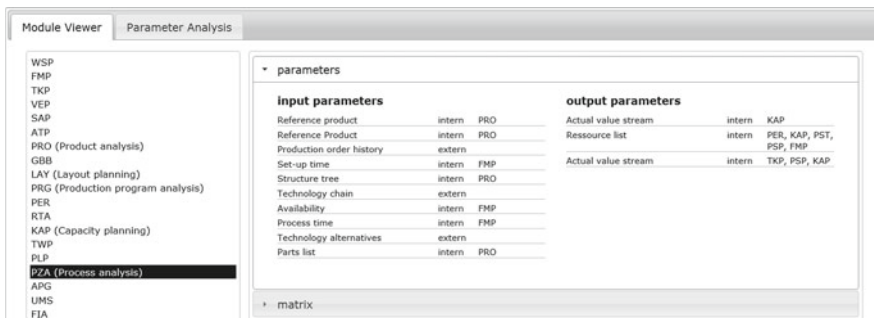 Module Viewer Parameter Analysis
WSP
FMP
TKP
VEP
SAP
ATP
PRO (Product analysis)
GBB
LAY (Layout planning)
PRG (Production program analysis)
PER
RTA
KAP (Capacity planning)
TWP
PLP
PZA (Process analysis)
APG
UMS
FIA
parameters
input parameters
Reference product intern PRO
Reference Product intern PRO
Production order history extern
Set-up time intern FMP
Structure tree intern PRO
Technology chain extern
Availability intern FMP
Process time intern FMP
Technology alternatives extern
Parts list intern PRO
output parameters
Actual value stream intern KAP
Ressource list intern PER, KAP, PST,
PSP, FMP
Actual value stream intern TKP, PSP, KAP
matrix